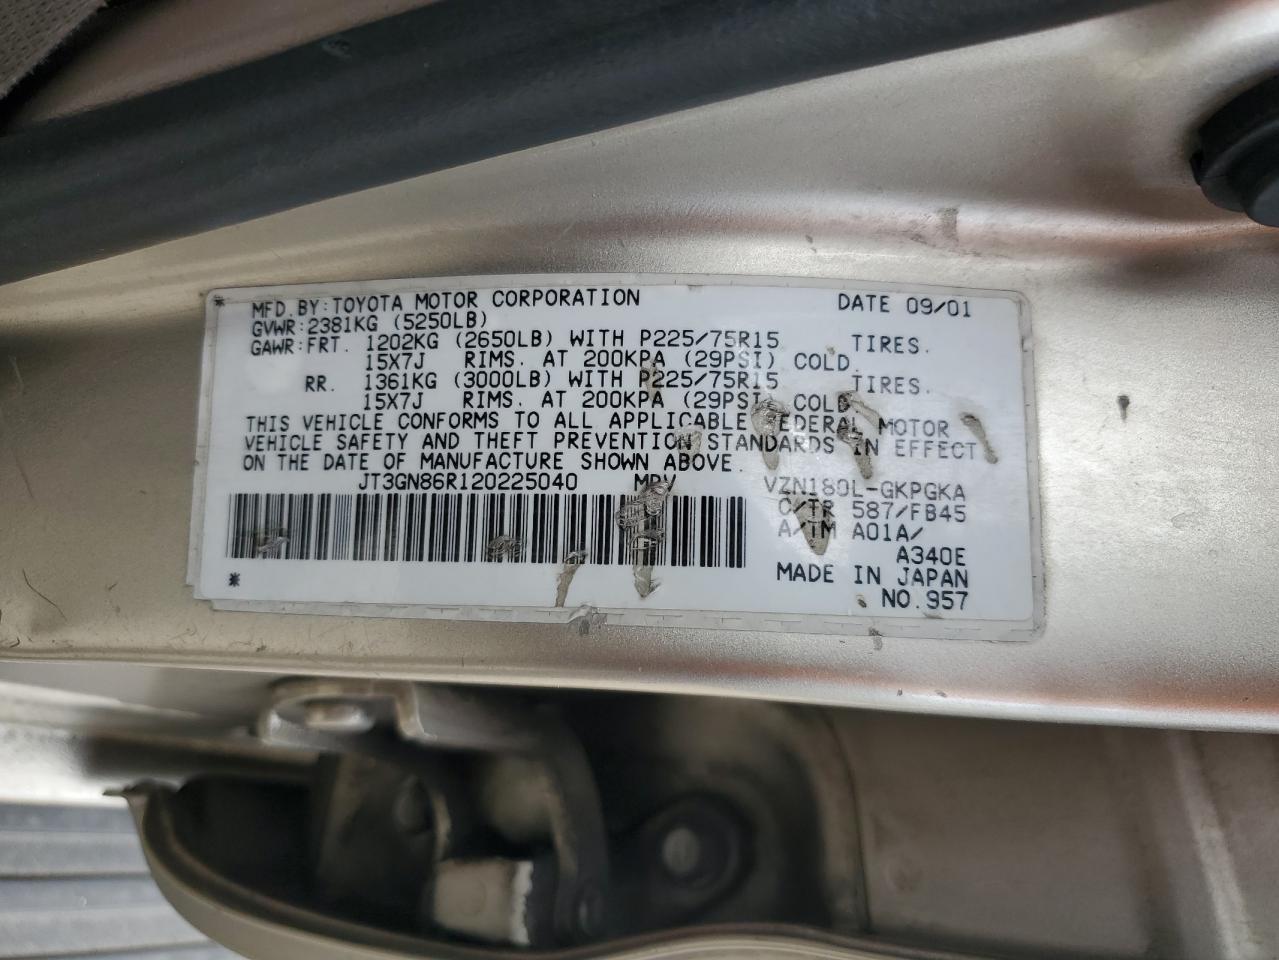 * MFD.BY:TOYOTA MOTOR CORPORATION DATE 09/01
GVWR:2381KG (5250LB)
GAWR:FRT. 1202KG (2650LB) WITH P225/75R15 TIRES.
15X7J RIMS. AT 200KPA (29PSI) COLD.
RR. 1361KG (3000LB) WITH P225/75R15 TIRES.
15X7J RIMS. AT 200KPA (29PSI COLD
THIS VEHICLE CONFORMS TO ALL APPLICABLE FEDERAL MOTOR
VEHICLE SAFETY AND THEFT PREVENTION STANDARDS IN EFFECT
ON THE DATE OF MANUFACTURE SHOWN ABOVE.
JT3GN86R120225040 MPV VZN180L-GKPGKA
C/TR 587/FB45
A/TM A01A/
A340E
* MADE IN JAPAN
NO.957